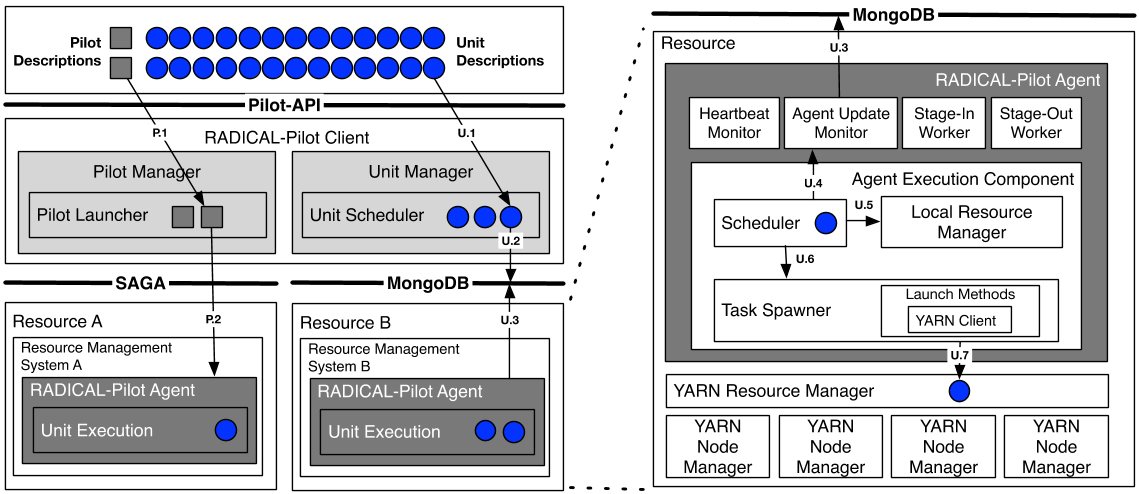 Pilot
Descriptions
Unit
Descriptions
Pilot-API
P.1
U.1
RADICAL-Pilot Client
Pilot Manager
Pilot Launcher
Unit Manager
Unit Scheduler
U.2
SAGA
MongoDB
P.2
U.3
Resource A
Resource Management
System A
RADICAL-Pilot Agent
Unit Execution
Resource B
Resource Management
System B
RADICAL-Pilot Agent
Unit Execution
MongoDB
Resource
U.3
RADICAL-Pilot Agent
Heartbeat
Monitor
Agent Update
Monitor
Stage-In
Worker
Stage-Out
Worker
U.4
Agent Execution Component
Scheduler
U.5
Local Resource
Manager
U.6
Task Spawner
Launch Methods
YARN Client
U.7
YARN Resource Manager
YARN
Node
Manager
YARN
Node
Manager
YARN
Node
Manager
YARN
Node
Manager